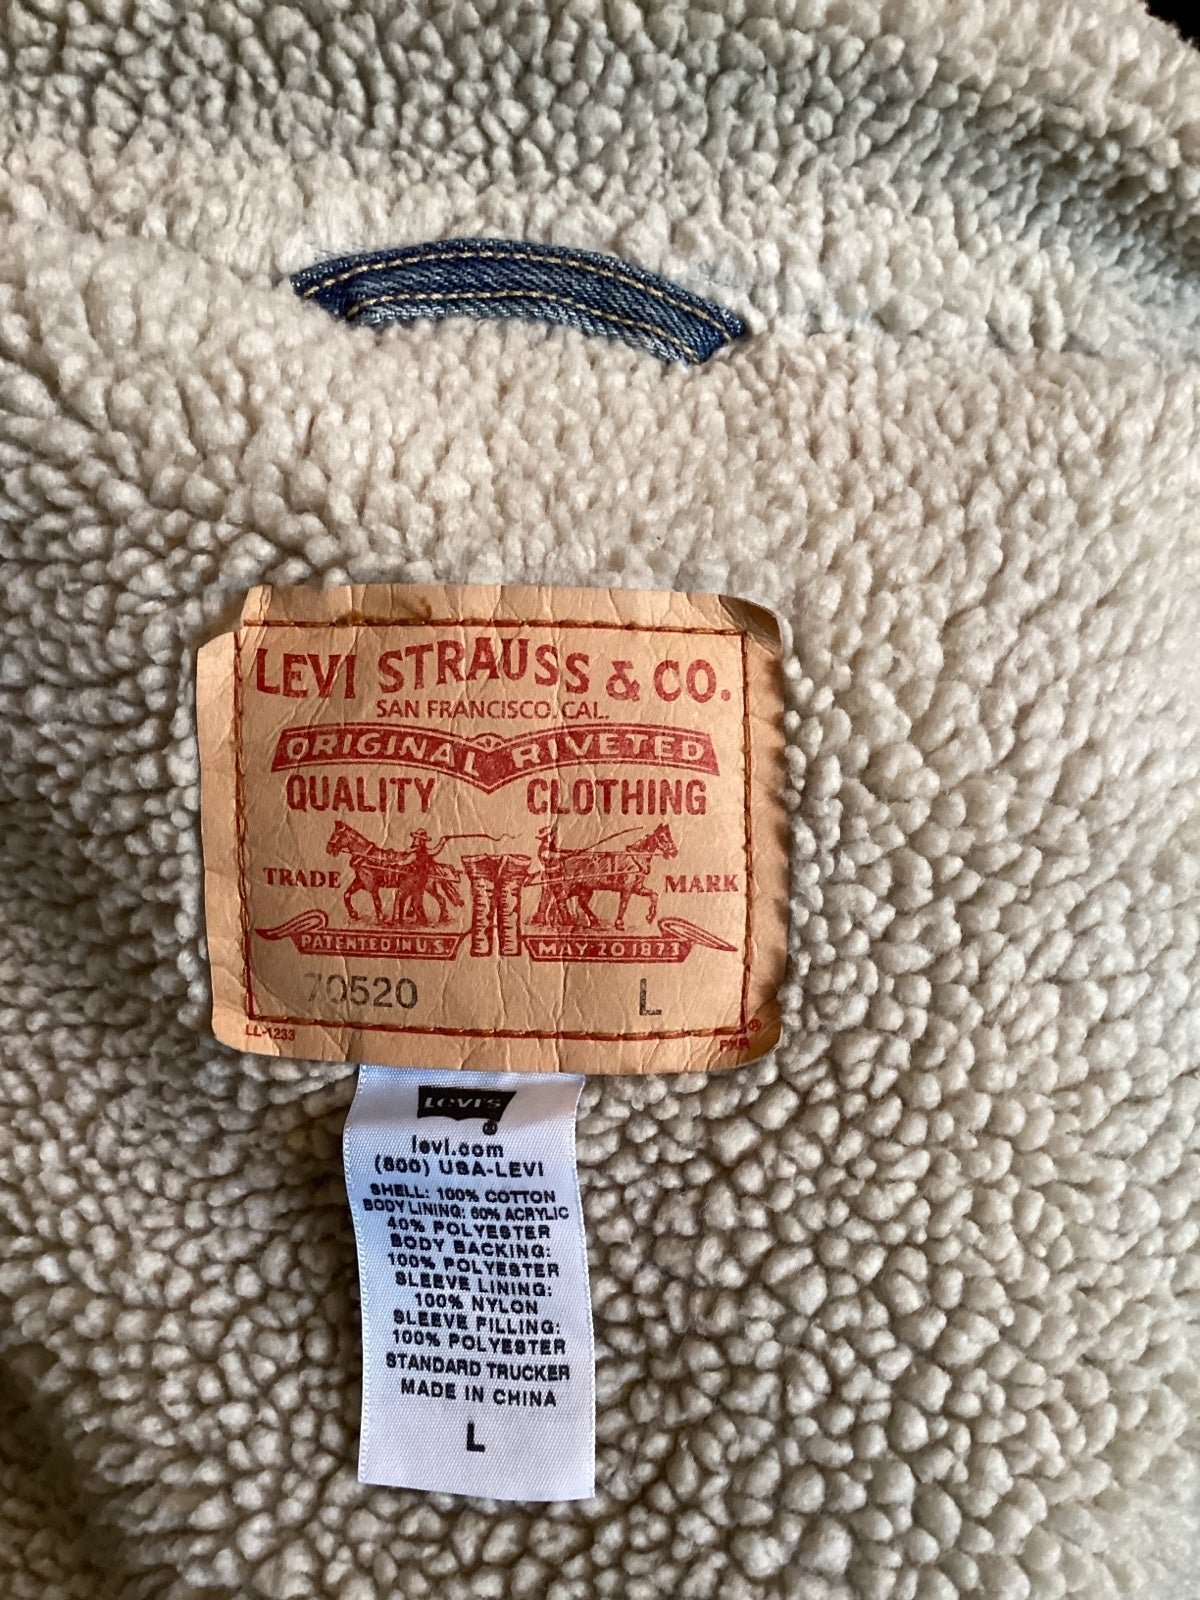 LEVI STRAUSS & CO.
SAN FRANCISCO, CAL.
ORIGINAL RIVETED
QUALITY CLOTHING
TRADE MARK
PATENTED IN U.S. MAY 20 1873
70520 L
LL-1233 ®
LEVI'S
levi.com
(800) USA-LEVI
SHELL: 100% COTTON
BODY LINING: 60% ACRYLIC
40% POLYESTER
BODY BACKING:
100% POLYESTER
SLEEVE LINING:
100% NYLON
SLEEVE FILLING:
100% POLYESTER
STANDARD TRUCKER
MADE IN CHINA
L